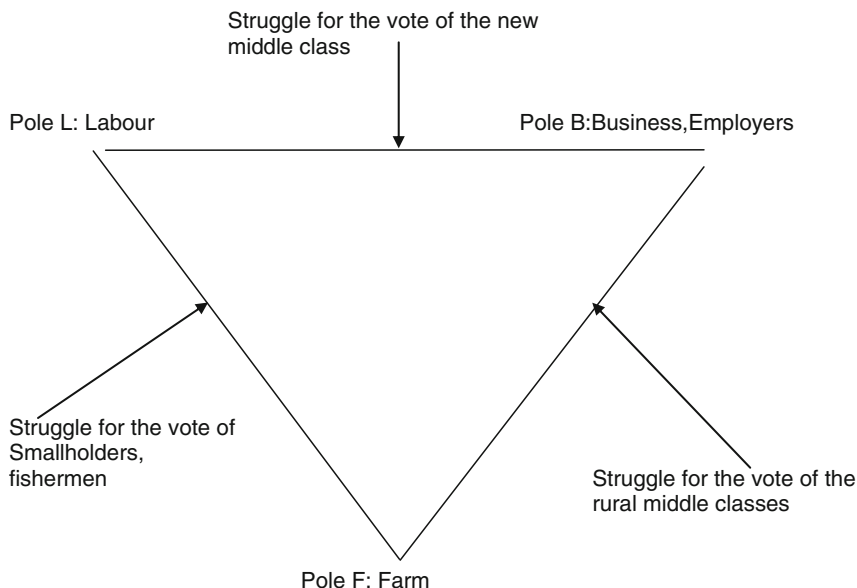 Struggle for the vote of the new
middle class
Pole L: Labour
Pole B:Business,Employers
Struggle for the vote of
Smallholders,
fishermen
Struggle for the vote of the
rural middle classes
Pole F: Farm